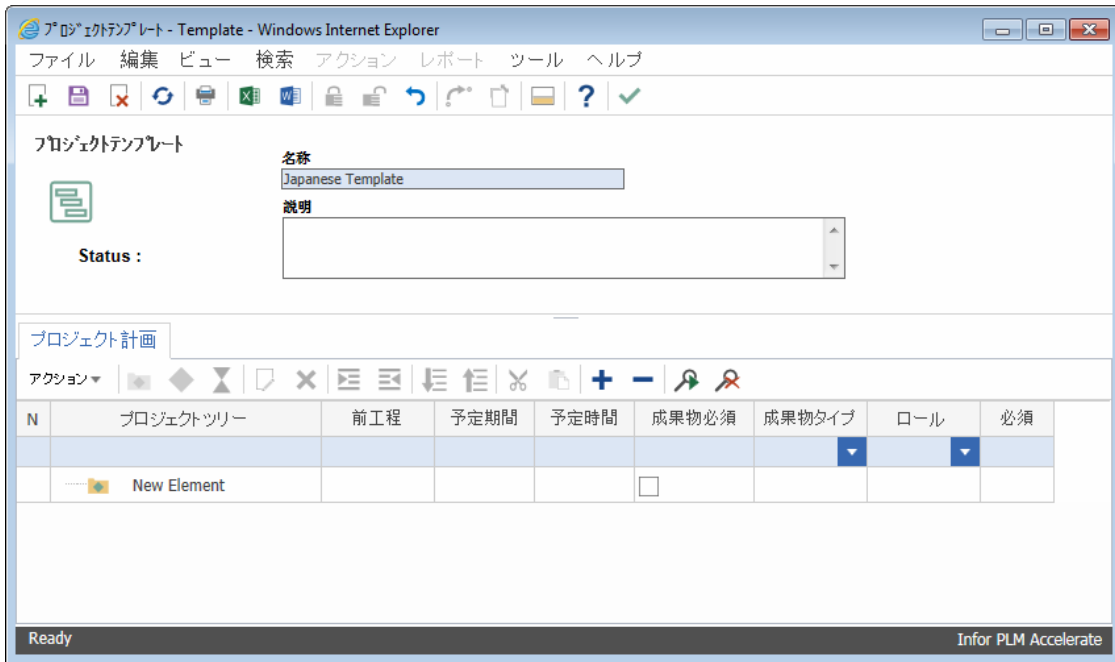 ﾌﾟﾛｼﾞｪｸﾄﾃﾝﾌﾟﾚｰﾄ - Template - Windows Internet Explorer
ファイル 編集 ビュー 検索 アクション レポート ツール ヘルプ
プロジェクトテンプレート
名称
Japanese Template
説明
Status :
プロジェクト計画
アクション
N プロジェクトツリー 前工程 予定期間 予定時間 成果物必須 成果物タイプ ロール 必須
New Element
Ready Infor PLM Accelerate